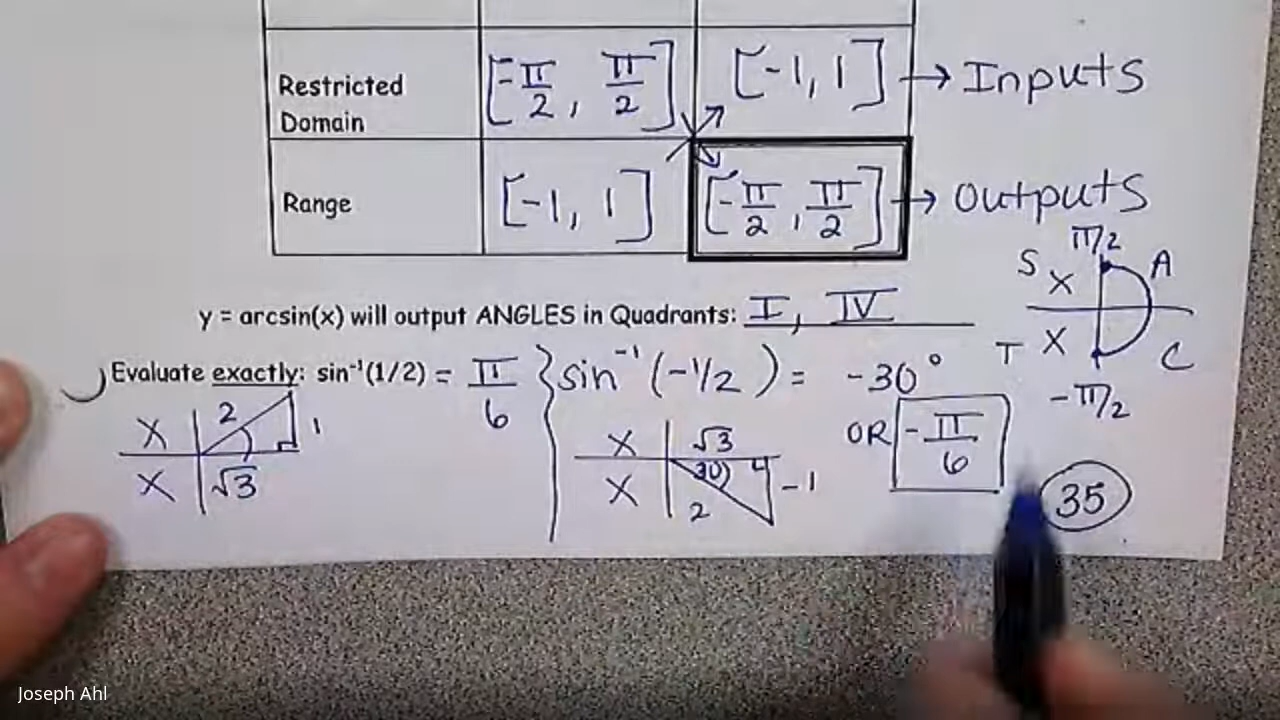 Restricted Domain [-π/2, π/2] [-1, 1] → Inputs
Range [-1, 1] [-π/2, π/2] → Outputs
π/2
S X A
y = arcsin(x) will output ANGLES in Quadrants: I, IV
T X C
-π/2
Evaluate exactly: sin⁻¹(1/2) = π/6 sin⁻¹(-1/2) = -30°
OR -π/6
X 2 1
X √3
X √3 30
X 2 -1
35
Joseph Ahl